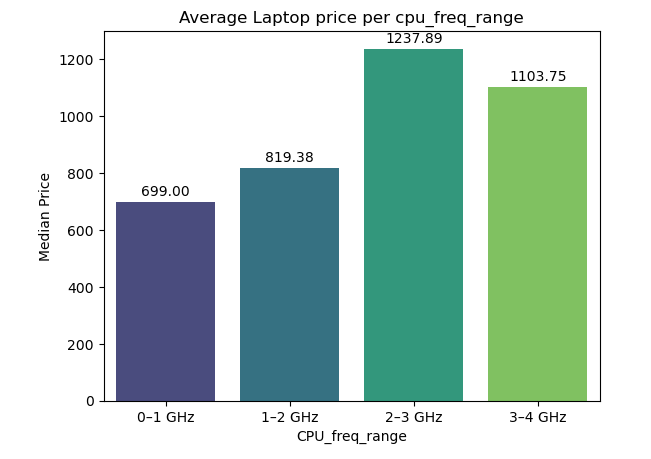 Average Laptop price per cpu_freq_range
1237.89
1103.75
819.38
699.00
Median Price
1200
1000
800
600
400
200
0
0–1 GHz
1–2 GHz
2–3 GHz
3–4 GHz
CPU_freq_range